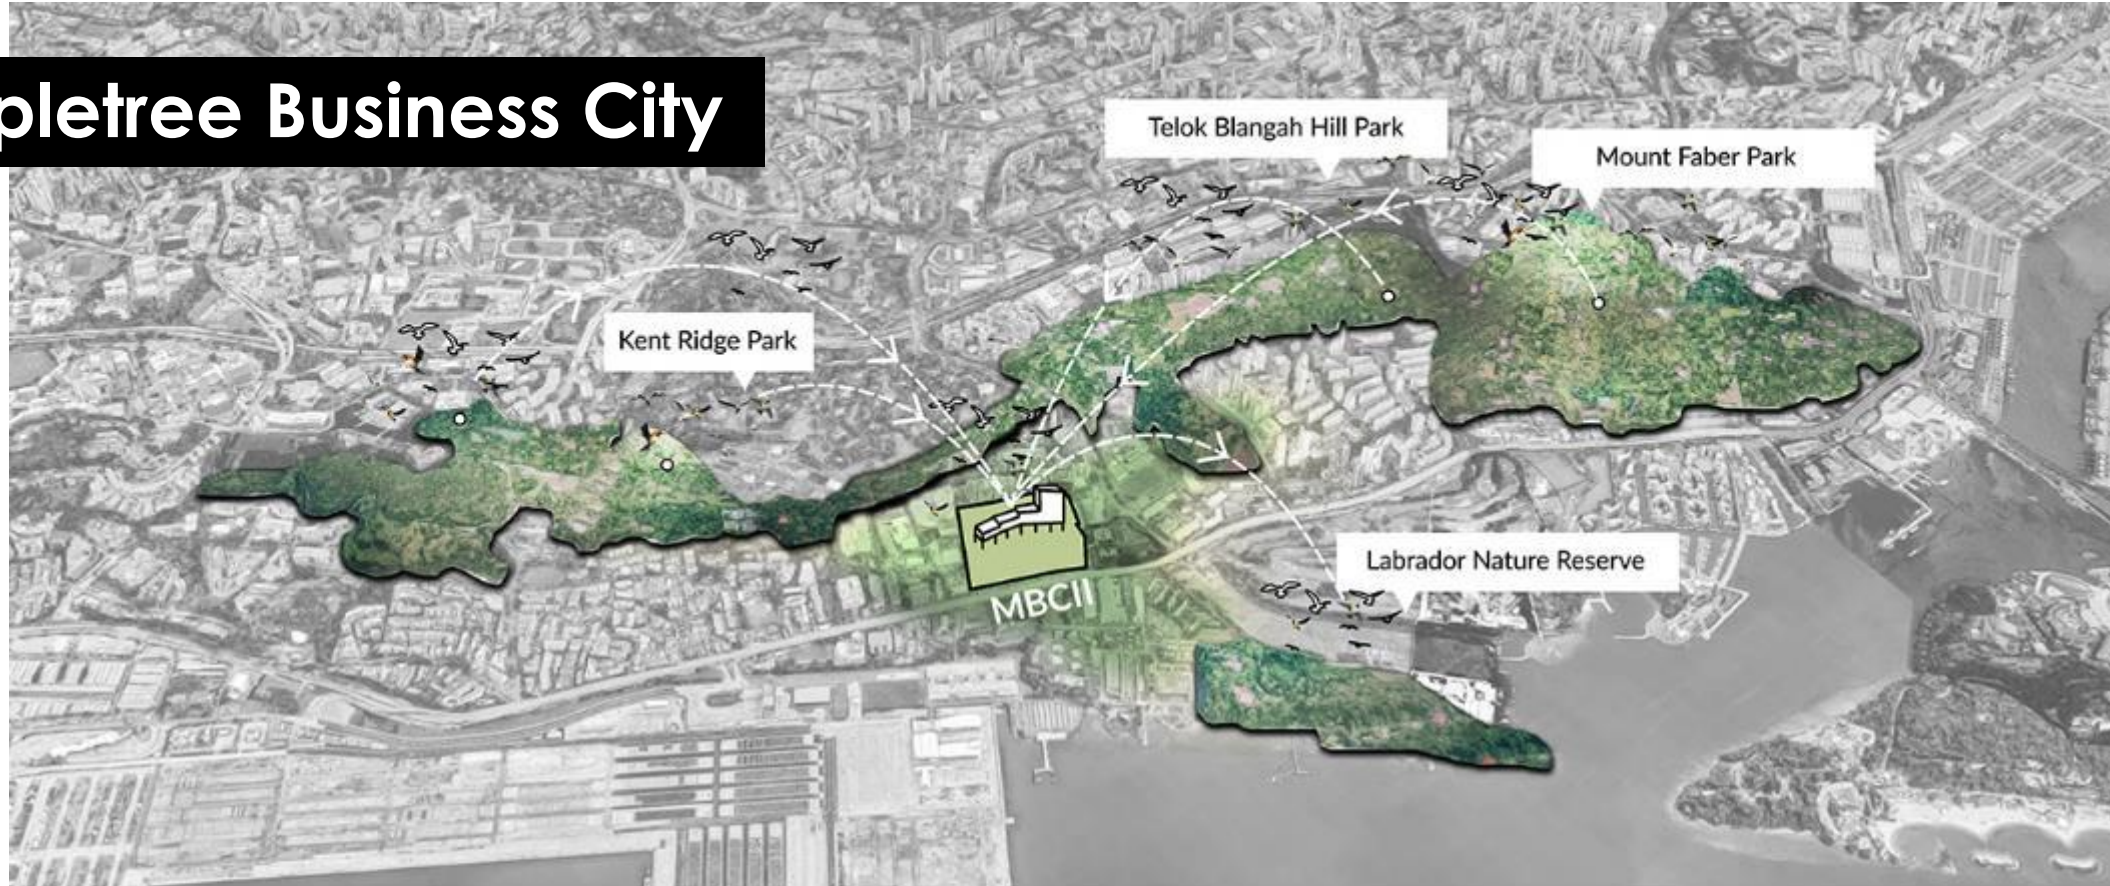 pletree Business City
Telok Blangah Hill Park
Mount Faber Park
Kent Ridge Park
Labrador Nature Reserve
MBCII